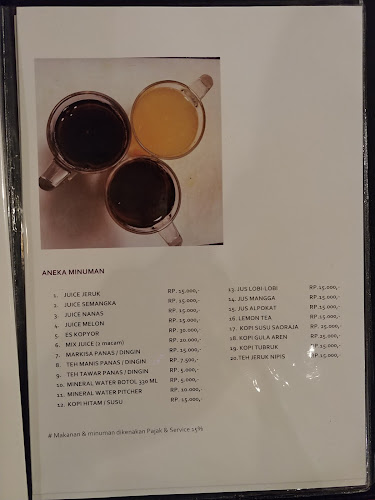 ANEKA MINUMAN
1. JUICE JERUK RP. 15.000,-
2. JUICE SEMANGKA RP. 15.000,-
3. JUICE NANAS RP. 15.000,-
4. JUICE MELON RP. 15.000,-
5. ES KOPYOR RP. 30.000,-
6. MIX JUICE (2 macam) RP. 20.000,-
7. MARKISA PANAS / DINGIN RP. 15.000,-
8. TEH MANIS PANAS / DINGIN RP. 7.500,-
9. TEH TAWAR PANAS / DINGIN RP. 5.000,-
10. MINERAL WATER BOTOL 330 ML RP. 5.000,-
11. MINERAL WATER PITCHER RP. 10.000,-
12. KOPI HITAM / SUSU RP. 15.000,-
13. JUS LOBI-LOBI RP.15.000,-
14. JUS MANGGA RP.15.000,-
15. JUS ALPOKAT RP.15.000,-
16. LEMON TEA RP.15.000,-
17. KOPI SUSU SAORAJA RP.25.000,-
18. KOPI GULA AREN RP.25.000,-
19. KOPI TUBRUK RP.15.000,-
20. TEH JERUK NIPIS RP.15.000,-
# Makanan & minuman dikenakan Pajak & Service 15%